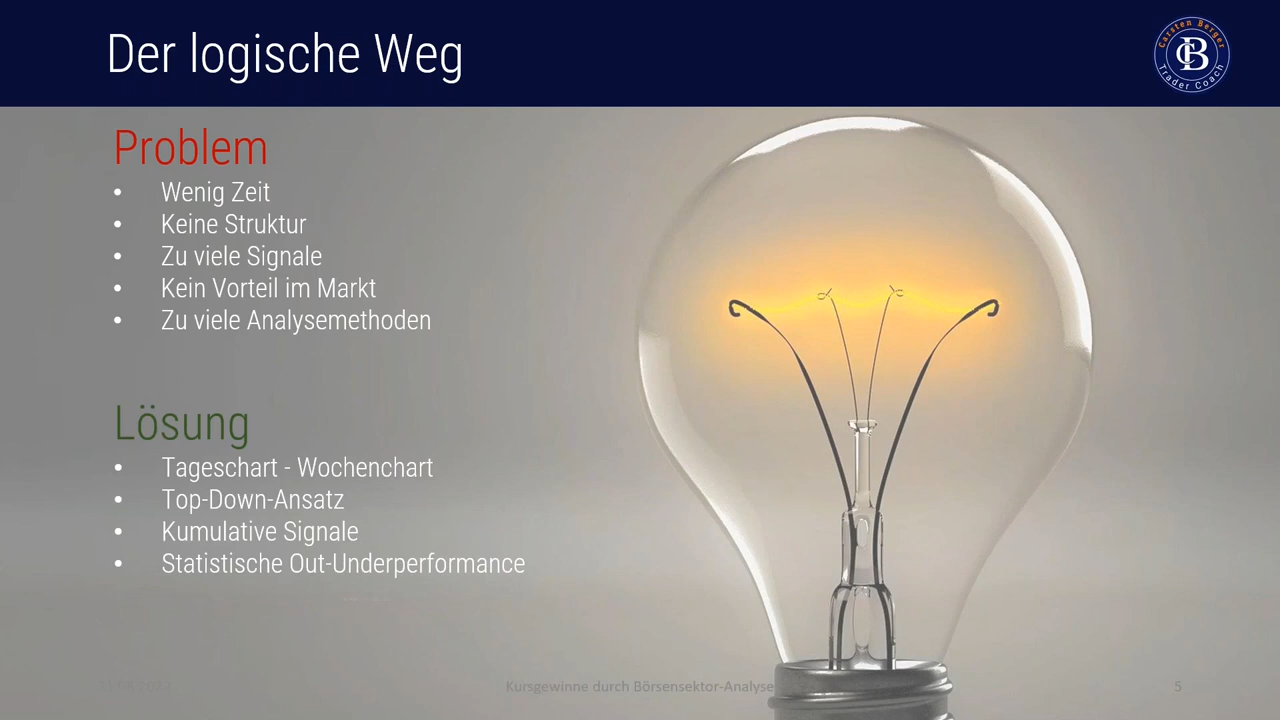 Der logische Weg
Carsten Berger
CB
Trader Coach
Problem
• Wenig Zeit
• Keine Struktur
• Zu viele Signale
• Kein Vorteil im Markt
• Zu viele Analysemethoden
Lösung
• Tageschart - Wochenchart
• Top-Down-Ansatz
• Kumulative Signale
• Statistische Out-Underperformance
Kursgewinne durch Börsensektor-Analyse
5